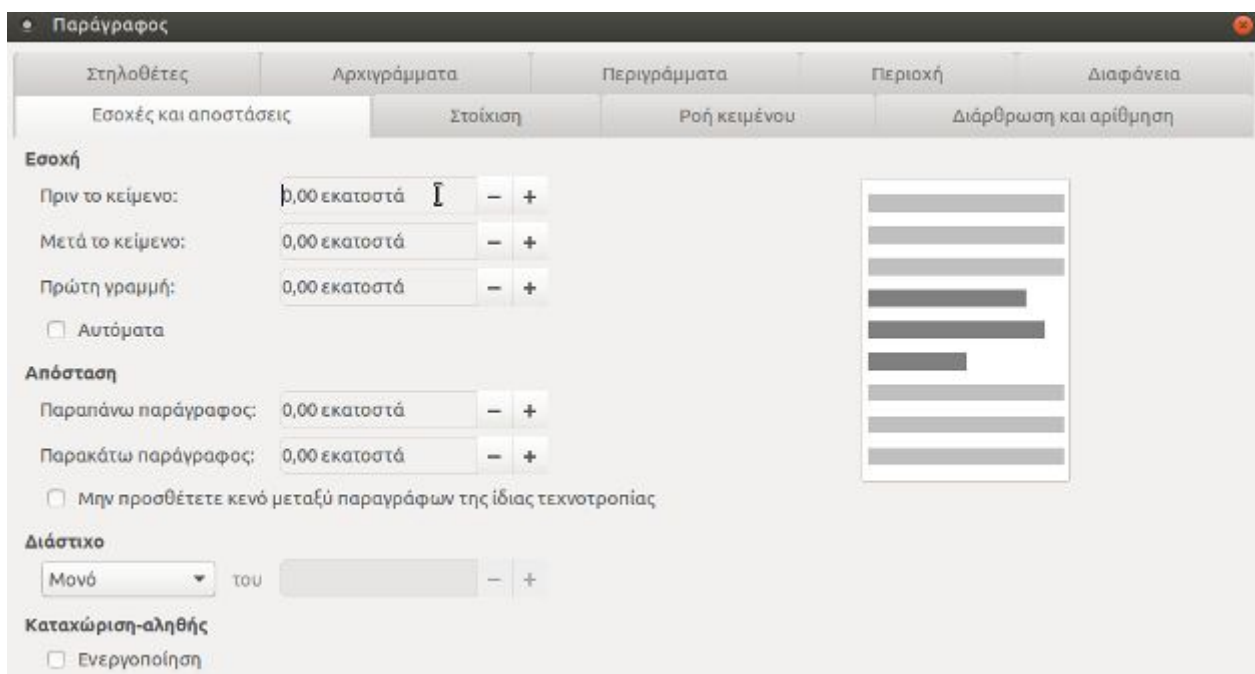 Παράγραφος
Στηλοθέτες Αρχιγράμματα Περιγράμματα Περιοχή Διαφάνεια
Εσοχές και αποστάσεις Στοίχιση Ροή κειμένου Διάρθρωση και αρίθμηση
Εσοχή
Πριν το κείμενο: 0,00 εκατοστά − +
Μετά το κείμενο: 0,00 εκατοστά − +
Πρώτη γραμμή: 0,00 εκατοστά − +
Αυτόματα
Απόσταση
Παραπάνω παράγραφος: 0,00 εκατοστά − +
Παρακάτω παράγραφος: 0,00 εκατοστά − +
Μην προσθέτετε κενό μεταξύ παραγράφων της ίδιας τεχνοτροπίας
Διάστιχο
Μονό του − +
Καταχώριση-αληθής
Ενεργοποίηση